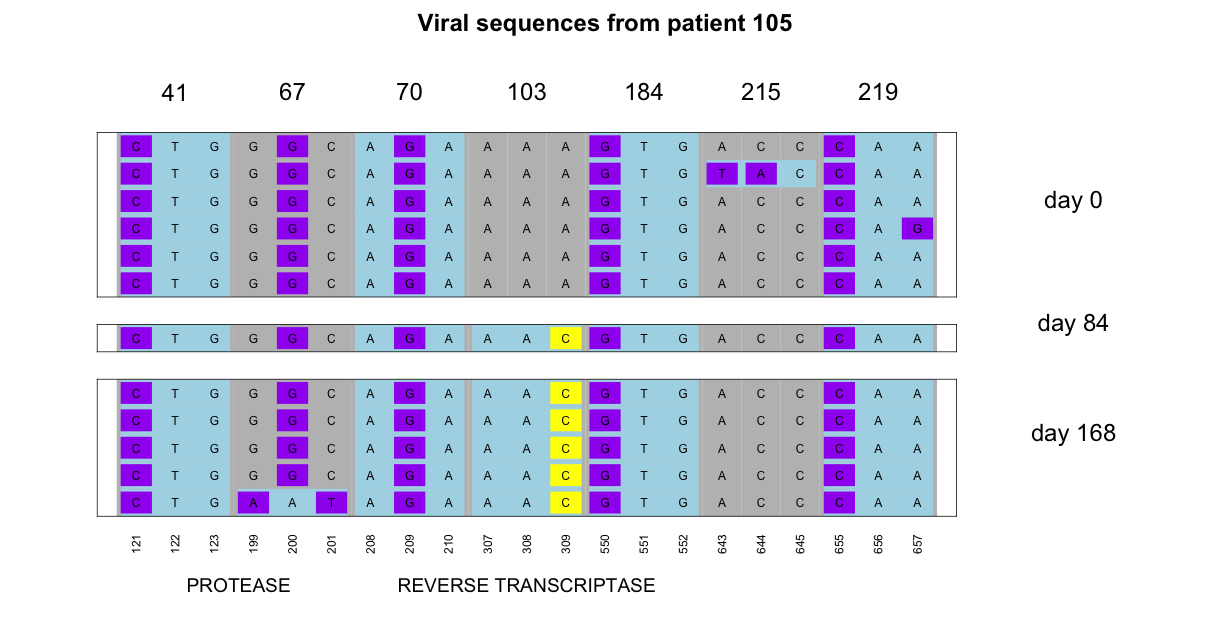 Viral sequences from patient 105
41 67 70 103 184 215 219
C T G G G C A G A A A A G T G A C C C A A
C T G G G C A G A A A A G T G T A C C A A
C T G G G C A G A A A A G T G A C C C A A
C T G G G C A G A A A A G T G A C C C A G
C T G G G C A G A A A A G T G A C C C A A
C T G G G C A G A A A A G T G A C C C A A
day 0
C T G G G C A G A A A C G T G A C C C A A
day 84
C T G G G C A G A A A C G T G A C C C A A
C T G G G C A G A A A C G T G A C C C A A
C T G G G C A G A A A C G T G A C C C A A
C T G G G C A G A A A C G T G A C C C A A
C T G A A T A G A A A C G T G A C C C A A
day 168
121 122 123 199 200 201 208 209 210 307 308 309 550 551 552 643 644 645 655 656 657
PROTEASE REVERSE TRANSCRIPTASE